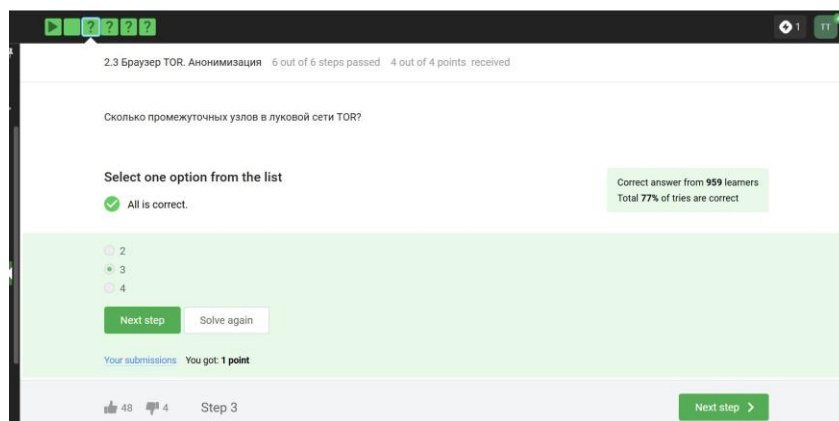 ? ? ? ?
1 TT
2.3 Браузер TOR. Анонимизация 6 out of 6 steps passed 4 out of 4 points received
Сколько промежуточных узлов в луковой сети TOR?
Select one option from the list
Correct answer from 959 learners
Total 77% of tries are correct
All is correct.
2
3
4
Next step Solve again
Your submissions You got: 1 point
48 4 Step 3 Next step